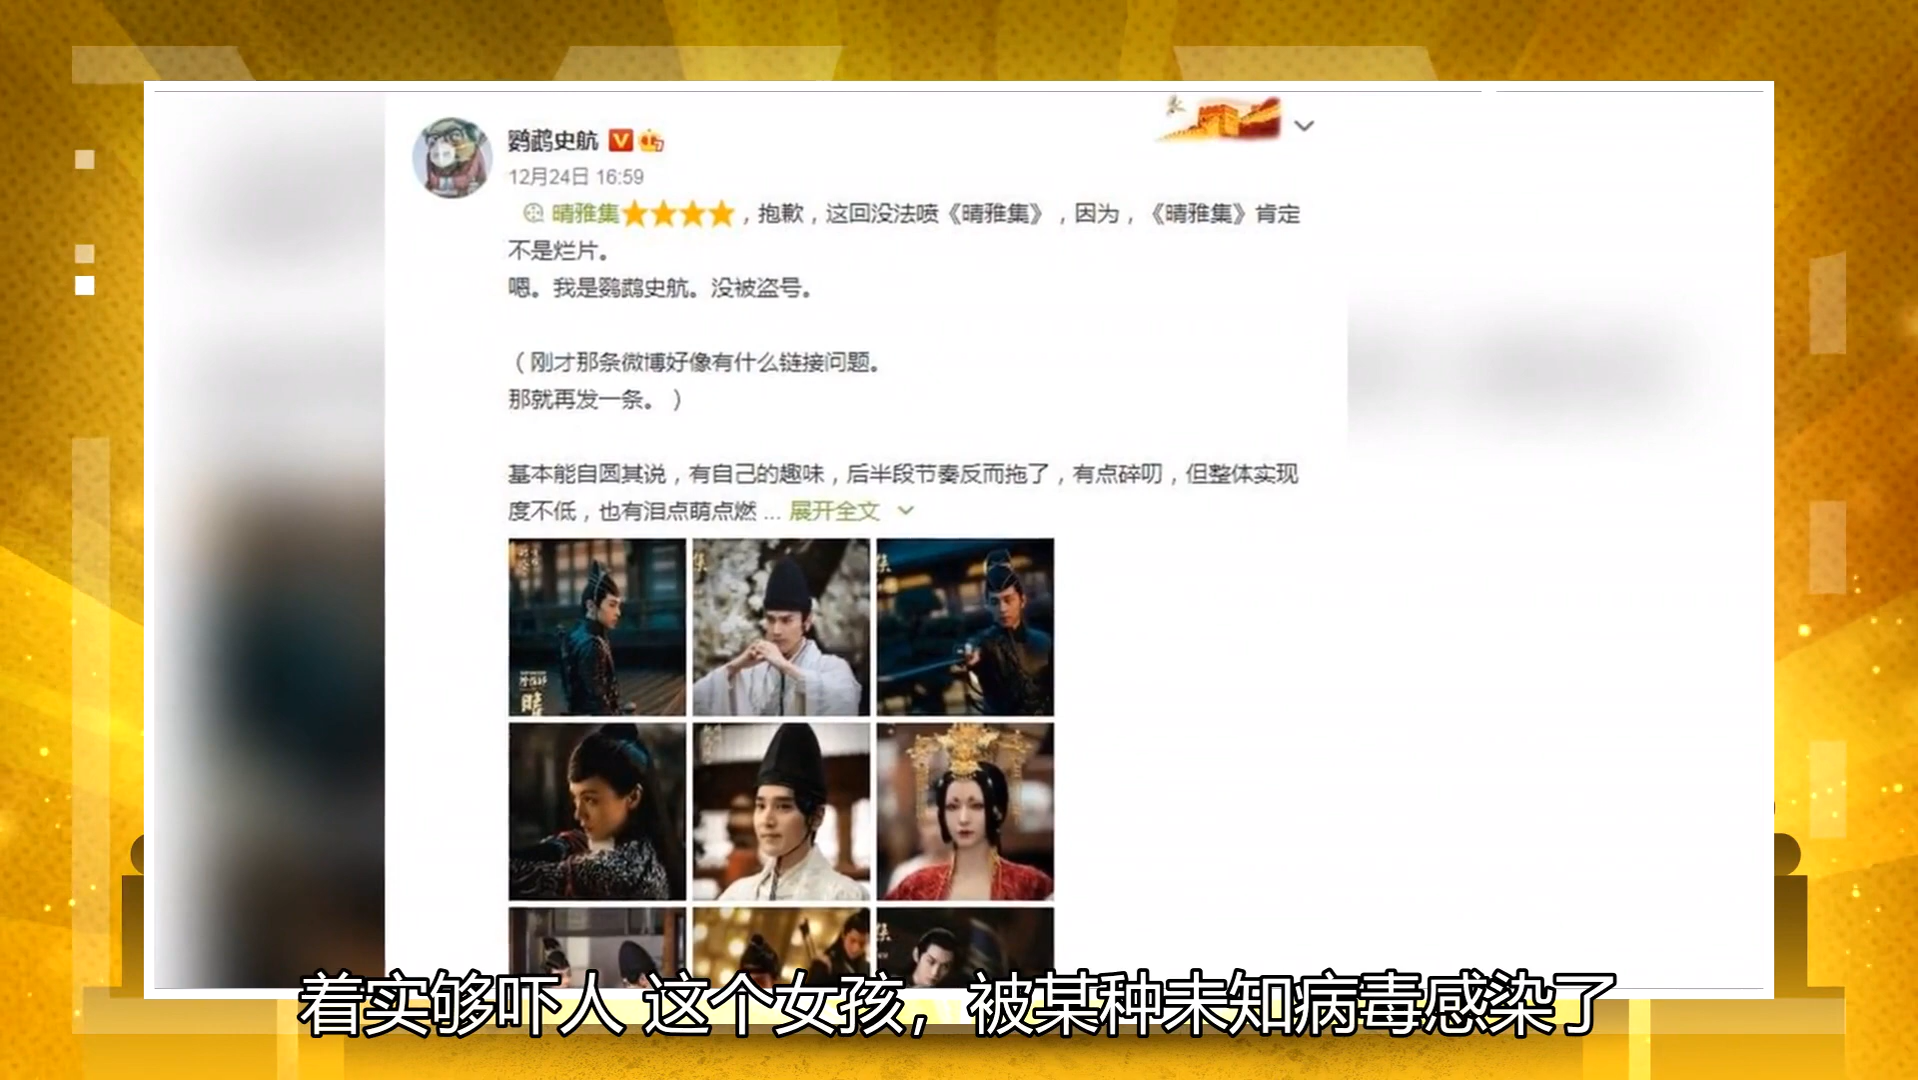 鹦鹉史航
12月24日 16:59
晴雅集，抱歉，这回没法喷《晴雅集》，因为，《晴雅集》肯定
不是烂片。
嗯。我是鹦鹉史航。没被盗号。
（刚才那条微博好像有什么链接问题。
那就再发一条。）
基本能自圆其说，有自己的趣味，后半段节奏反而拖了，有点碎叨，但整体实现
度不低，也有泪点萌点燃 ... 展开全文
着实够吓人 这个女孩，被某种未知病毒感染了